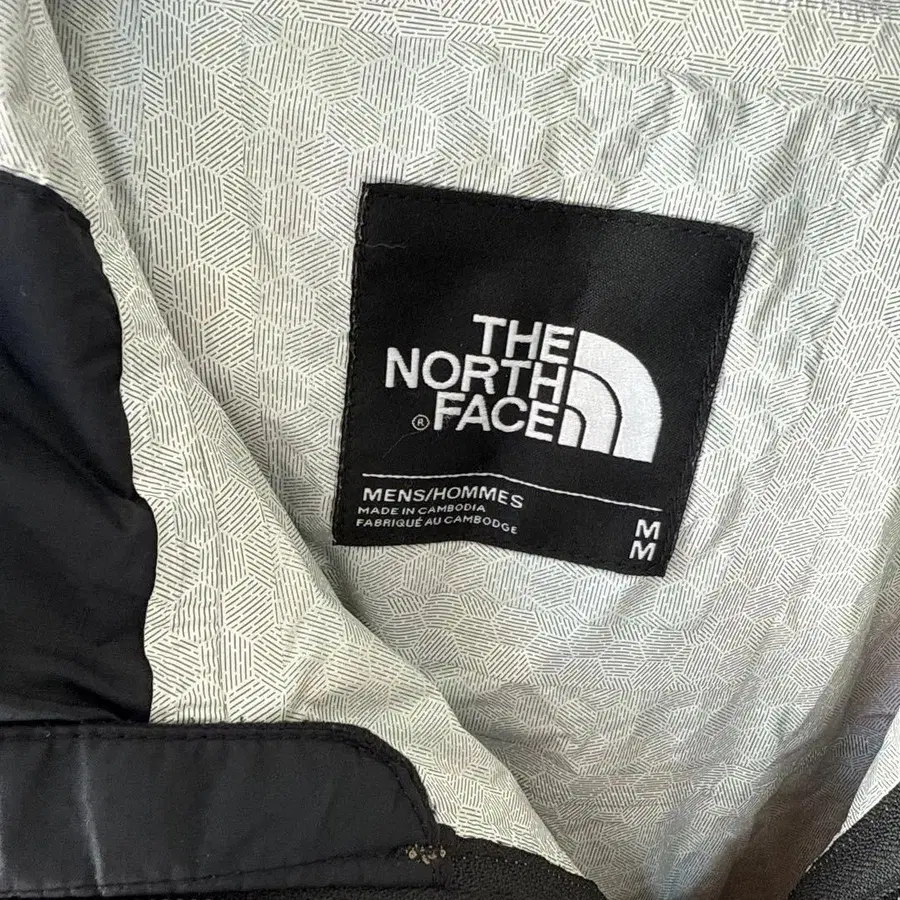 THE
NORTH
FACE
®
MENS/HOMMES
MADE IN CAMBODIA
FABRIQUÉ AU CAMBODGE
M
M